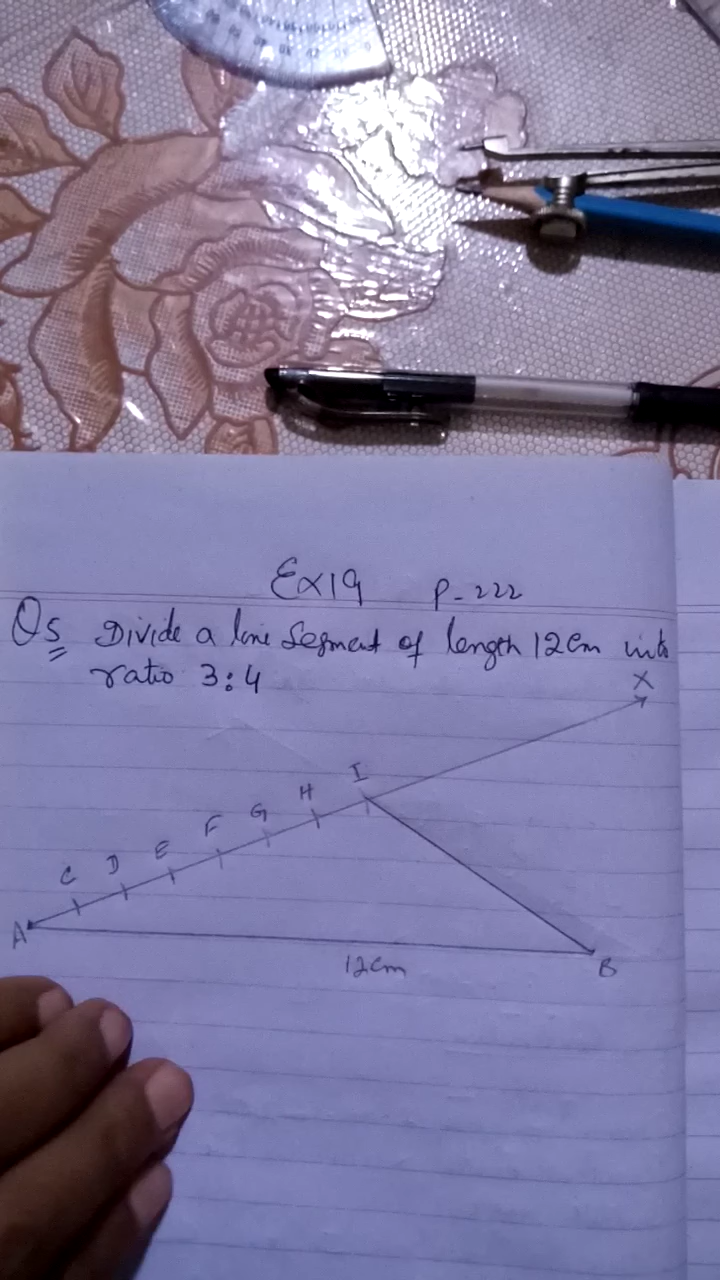 Ex19 P-222
Q5 Divide a line Segment of length 12cm into
ratio 3:4
X
I
H
G
F
E
D
C
A
12cm
B